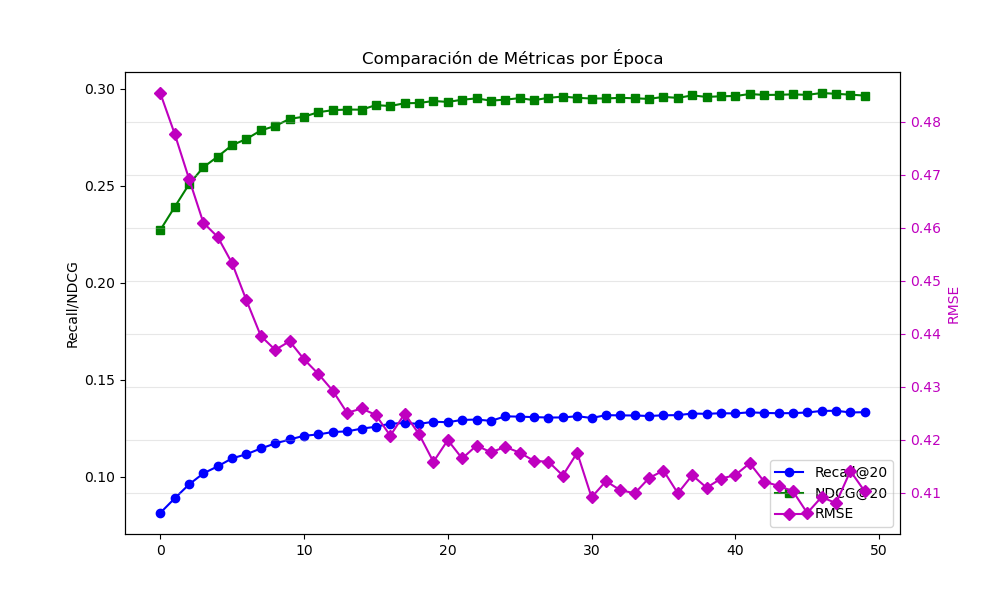 Comparación de Métricas por Época
Recall/NDCG
0.30
0.25
0.20
0.15
0.10
0.48
0.47
0.46
0.45
0.44
0.43
0.42
0.41
RMSE
Recall@20
NDCG@20
RMSE
0 10 20 30 40 50